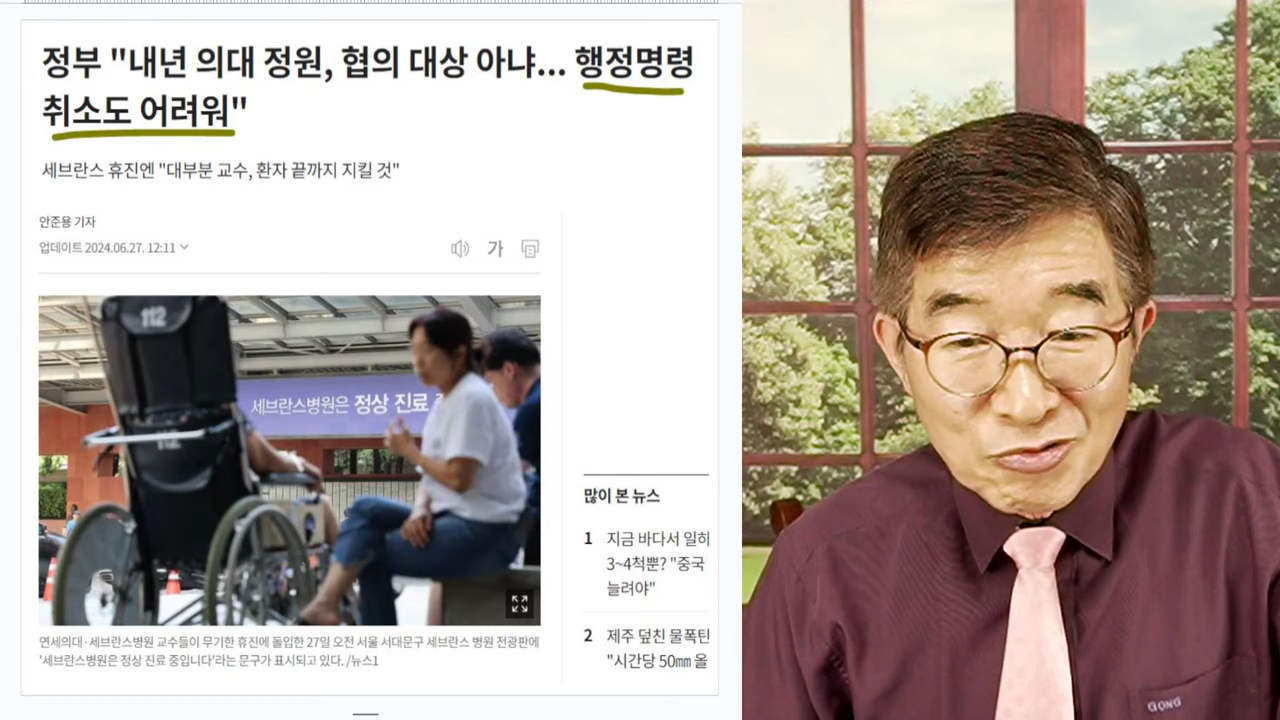 정부 "내년 의대 정원, 협의 대상 아냐... 행정명령
취소도 어려워"
세브란스 휴진엔 "대부분 교수, 환자 끝까지 지킬 것"
안준용 기자
업데이트 2024.06.27. 12:11
가
112
112
세브란스병원은 정상 진료
많이 본 뉴스
1 지금 바다서 일하
3~4척뿐? "중국
늘려야"
2 제주 덮친 물폭탄
"시간당 50㎜ 올
연세의대·세브란스병원 교수들이 무기한 휴진에 돌입한 27일 오전 서울 서대문구 세브란스 병원 전광판에
'세브란스병원은 정상 진료 중입니다'라는 문구가 표시되고 있다. /뉴스1
GONG